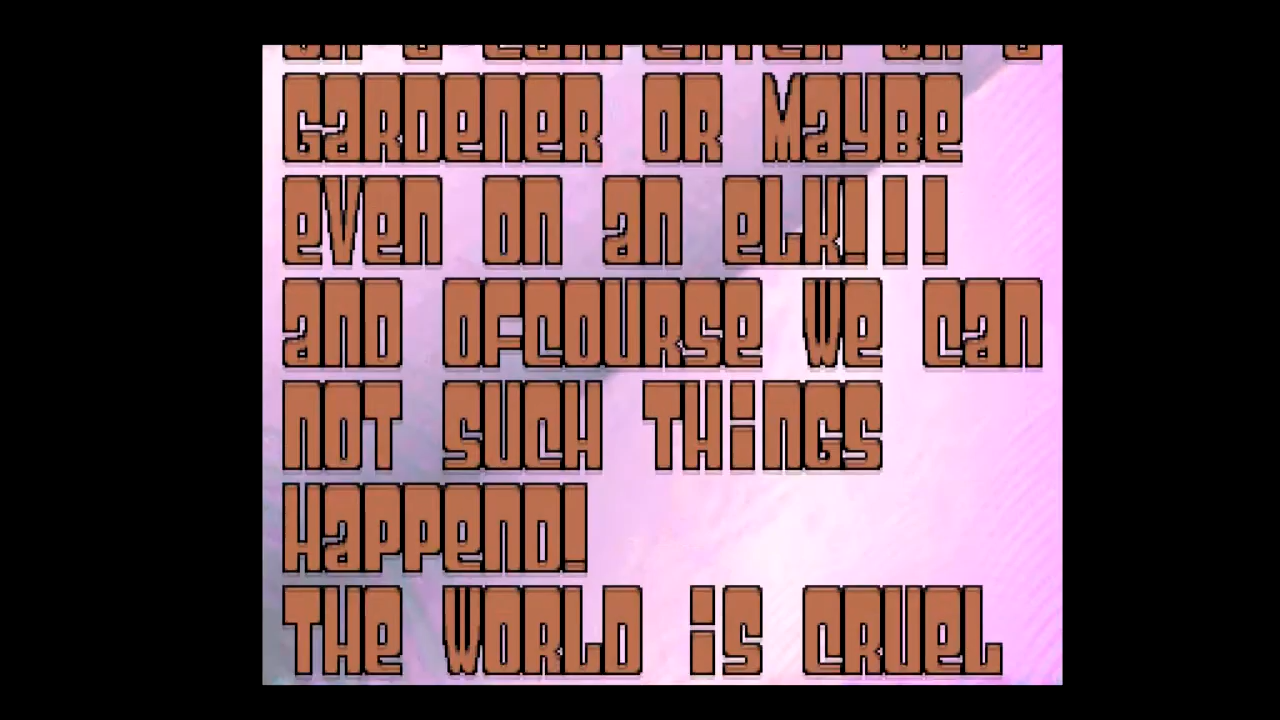 GARDENER OR MAYBE
EVEN ON AN ELK!!!
AND OFCOURSE WE CAN
NOT SUCH THINGS
HAPPEND!
THE WORLD IS CRUEL